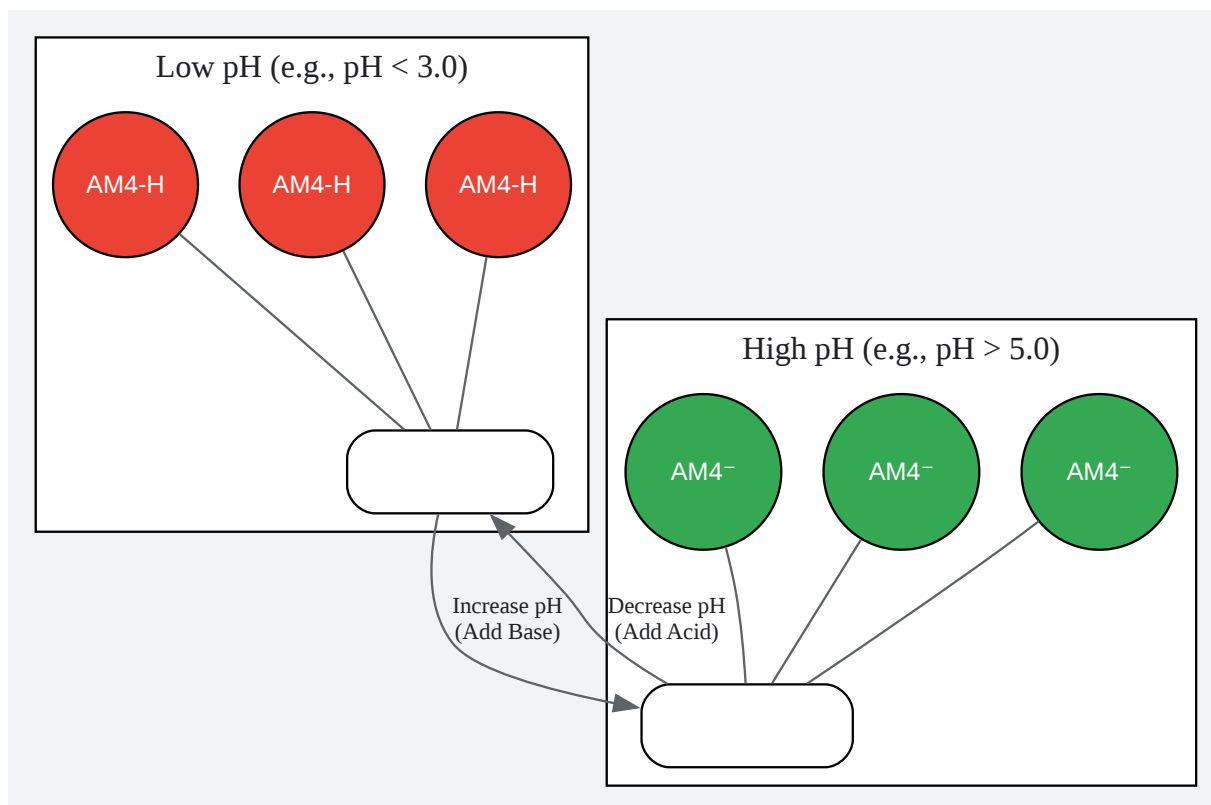 Low pH (e.g., pH < 3.0)
AM4-H
AM4-H
AM4-H
High pH (e.g., pH > 5.0)
AM4⁻
AM4⁻
AM4⁻
Increase pH
(Add Base)
Decrease pH
(Add Acid)